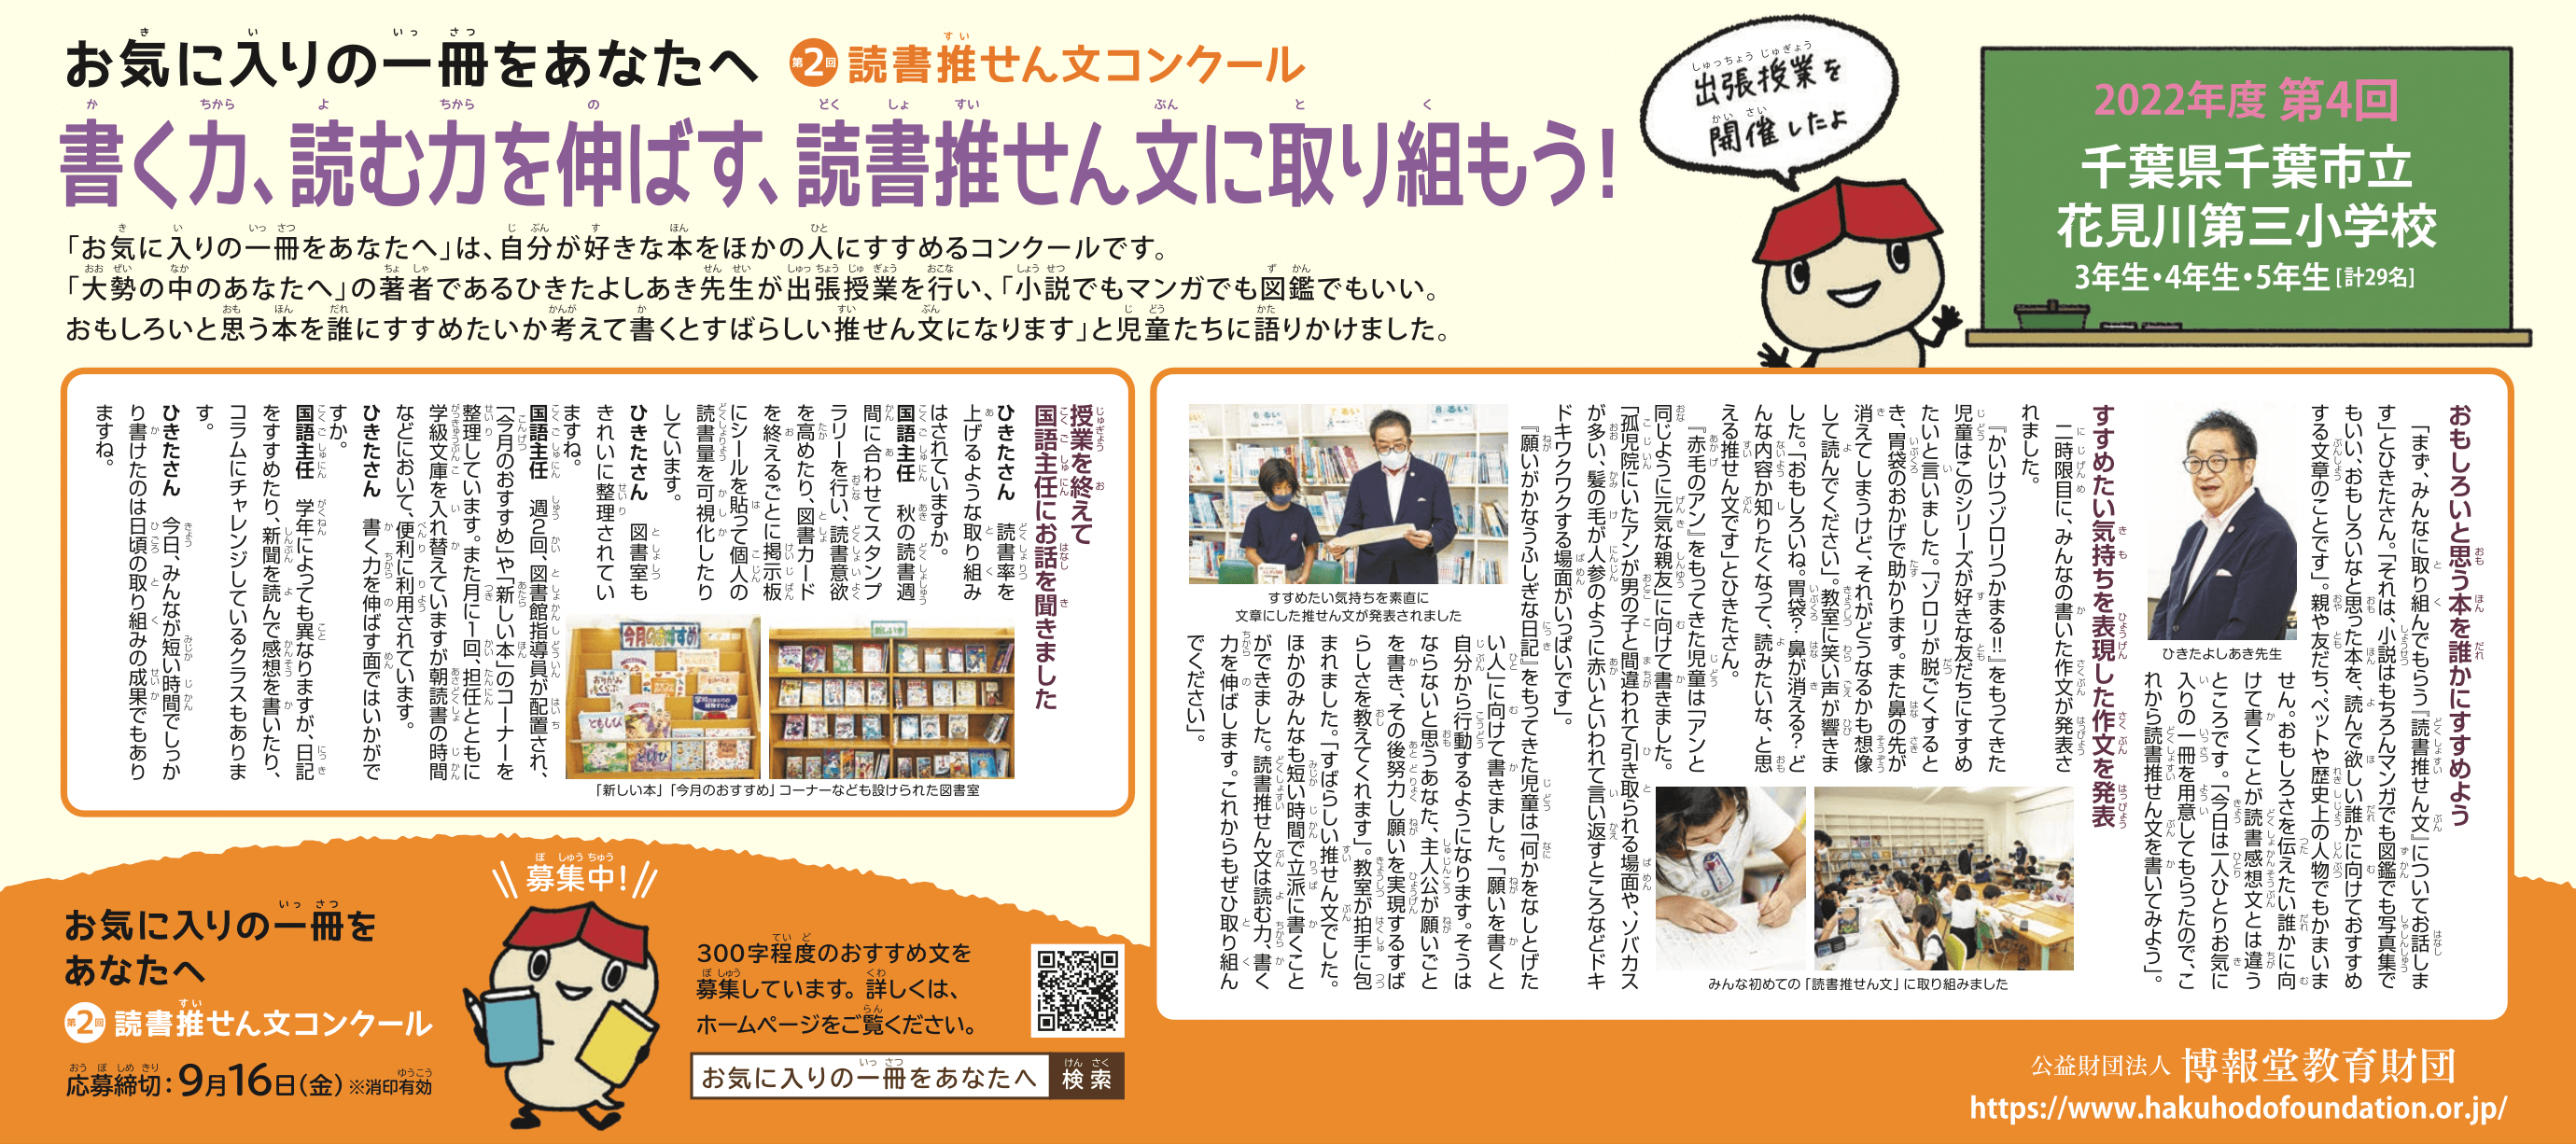 お気に入りの一冊をあなたへ 第2回 読書推せん文コンクール
書く力、読む力を伸ばす、読書推せん文に取り組もう!
「お気に入りの一冊をあなたへ」は、自分が好きな本をほかの人にすすめるコンクールです。
「大勢の中のあなたへ」の著者であるひきたよしあき先生が出張授業を行い、「小説でもマンガでも図鑑でもいい。
おもしろいと思う本を誰にすすめたいか考えて書くとすばらしい推せん文になります」と児童たちに語りかけました。
出張授業を
開催したよ
2022年度 第4回
千葉県千葉市立
花見川第三小学校
3年生・4年生・5年生[計29名]
おもしろいと思う本を誰かにすすめよう
「まず、みんなに取り組んでもらう『読書推せん文』についてお話しま
す」とひきたさん。「それは、小説はもちろんマンガでも図鑑でも写真集で
もいい、おもしろいなと思った本を、読んで欲しい誰かに向けておすすめ
する文章のことです」。親や友だち、ペットや歴史上の人物でもかまいま
せん。おもしろさを伝えたい誰かに向
けて書くことが読書感想文とは違う
ところです。「今日は一人ひとりお気に
入りの一冊を用意してもらったので、こ
れから読書推せん文を書いてみよう」。
ひきたよしあき先生
すすめたい気持ちを表現した作文を発表
二時限目に、みんなの書いた作文が発表さ
れました。
『かいけつゾロリつかまる!!』をもってきた
児童はこのシリーズが好きな友だちにすすめ
たいと言いました。「ゾロリが脱ごくすると
き、胃袋のおかげで助かります。また鼻の先が
消えてしまうけど、それがどうなるかも想像
して読んでください」。教室に笑い声が響きま
した。「おもしろいね。胃袋?鼻が消える?ど
んな内容か知りたくなって、読みたいな、と思
える推せん文です」とひきたさん。
『赤毛のアン』をもってきた児童は「アンと
同じように元気な親友」に向けて書きました。
「孤児院にいたアンが男の子と間違われて引き取られる場面や、ソバカス
が多い、髪の毛が人参のように赤いといわれて言い返すところなどドキ
ドキワクワクする場面がいっぱいです」。
『願いがかなうふしぎな日記』をもってきた児童は「何かをなしとげた
い人」に向けて書きました。「願いを書くと
自分から行動するようになります。そうは
ならないと思うあなた、主人公が願いごと
を書き、その後努力し願いを実現するすば
らしさを教えてくれます」。教室が拍手に包
まれました。「すばらしい推せん文でした。
ほかのみんなも短い時間で立派に書くこと
ができました。読書推せん文は読む力、書く
力を伸ばします。これからもぜひ取り組ん
でください」。
すすめたい気持ちを素直に
文章にした推せん文が発表されました
みんな初めての「読書推せん文」に取り組みました
授業を終えて
国語主任にお話を聞きました
ひきたさん 読書率を
上げるような取り組み
はされていますか。
国語主任 秋の読書週
間に合わせてスタンプ
ラリーを行い、読書意欲
を高めたり、図書カード
を終えるごとに掲示板
にシールを貼って個人の
読書量を可視化したり
しています。
ひきたさん 図書室も
きれいに整理されてい
ますね。
国語主任 週2回、図書館指導員が配置され、
「今月のおすすめ」や「新しい本」のコーナーを
整理しています。また月に1回、担任とともに
学級文庫を入れ替えていますが朝読書の時間
などにおいて、便利に利用されています。
ひきたさん 書く力を伸ばす面ではいかがで
すか。
国語主任 学年によっても異なりますが、日記
をすすめたり、新聞を読んで感想を書いたり、
コラムにチャレンジしているクラスもありま
す。
ひきたさん 今日、みんなが短い時間でしっか
り書けたのは日頃の取り組みの成果でもあり
ますね。
今月のおすすめ!
新しい本
「新しい本」「今月のおすすめ」コーナーなども設けられた図書室
募集中!
お気に入りの一冊を
あなたへ
第2回 読書推せん文コンクール
応募締切:9月16日(金)※消印有効
300字程度のおすすめ文を
募集しています。詳しくは、
ホームページをご覧ください。
お気に入りの一冊をあなたへ 検索
公益財団法人 博報堂教育財団
https://www.hakuhodofoundation.or.jp/